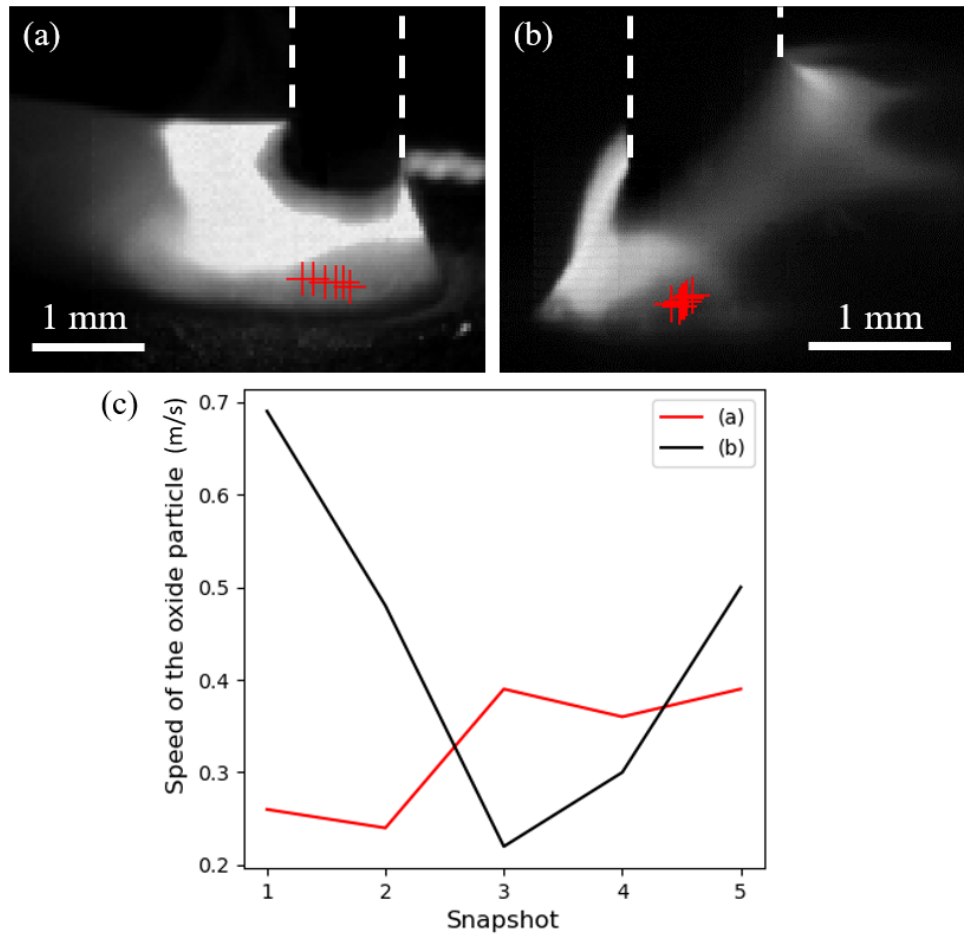 (a)
(b)
1 mm
1 mm
(c)
Speed of the oxide particle (m/s)
0.7
0.6
0.5
0.4
0.3
0.2
(a)
(b)
1
2
3
4
5
Snapshot